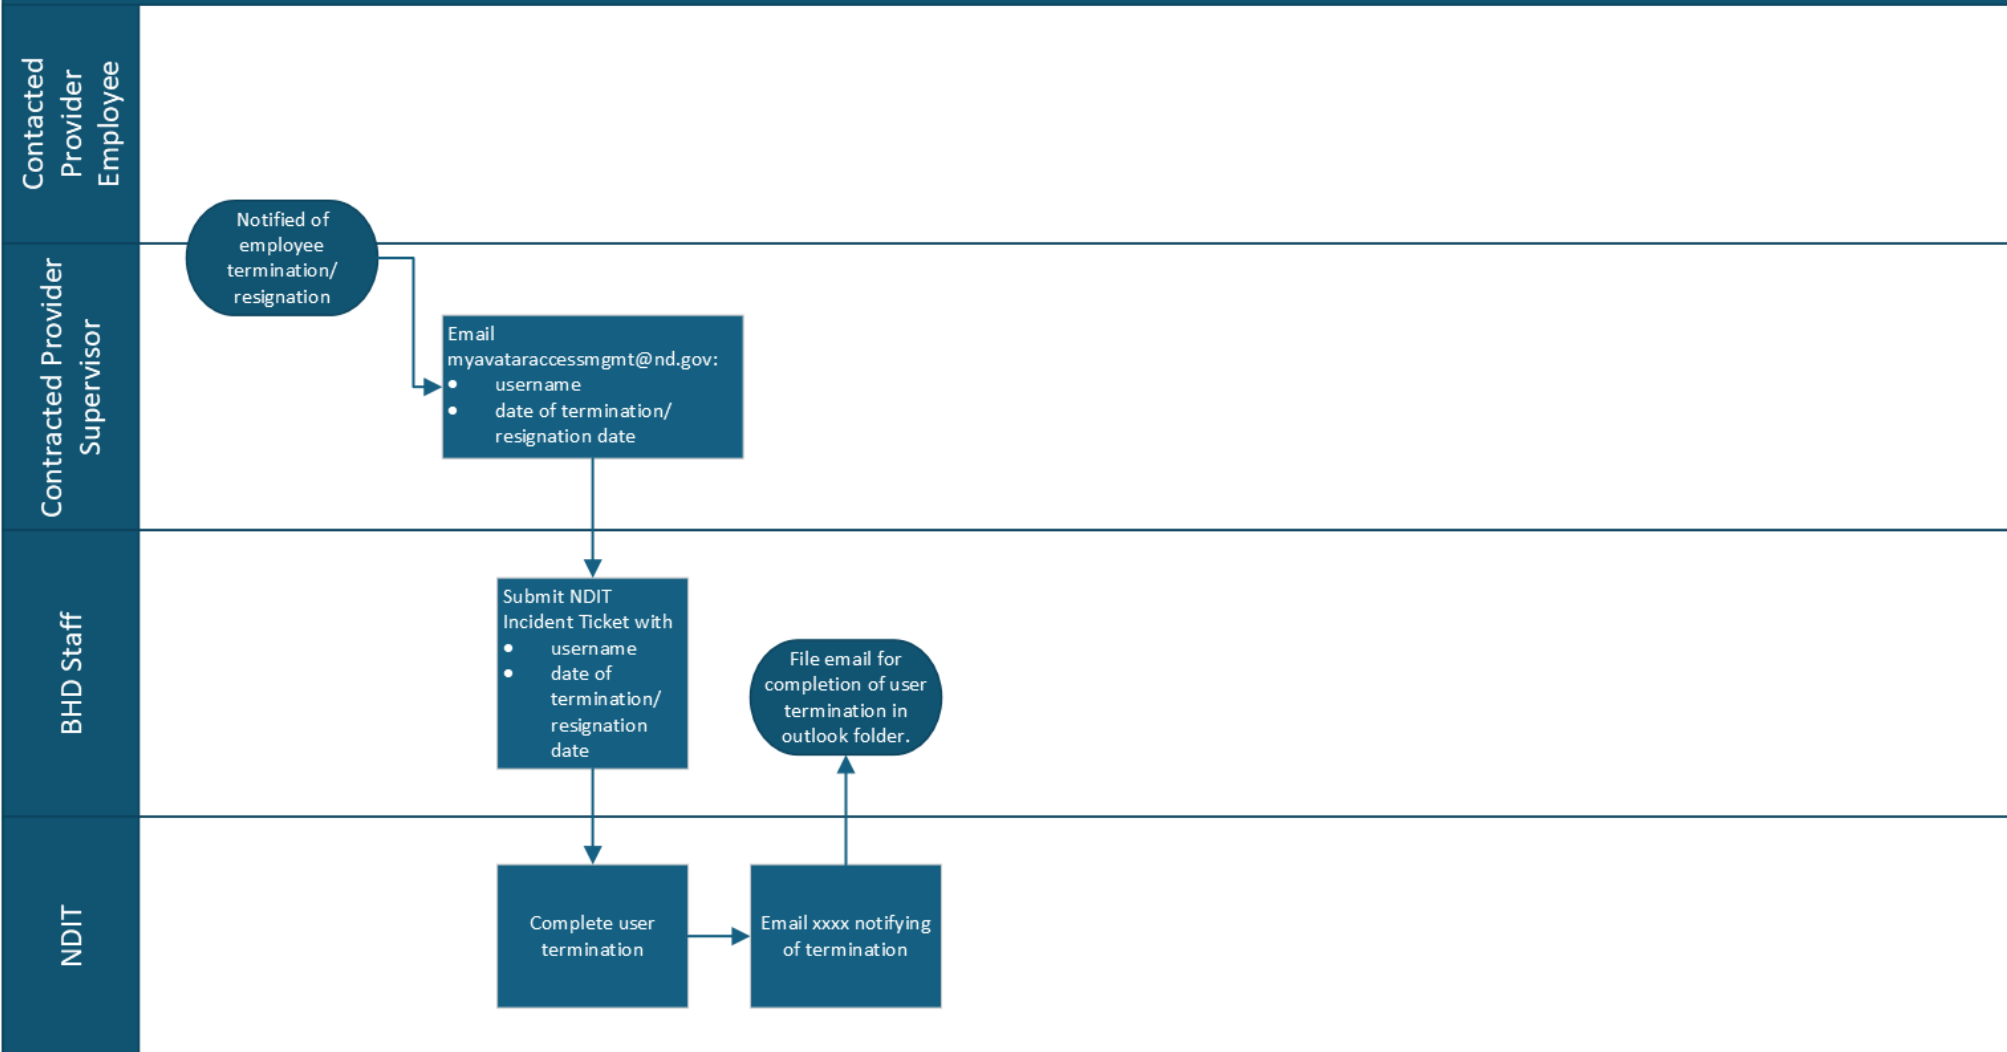 Contacted
Provider
Employee
Notified of
employee
termination/
resignation
Contracted Provider
Supervisor
Email
myavataraccessmgmt@nd.gov:
• username
• date of termination/
resignation date
BHD Staff
Submit NDIT
Incident Ticket with
• username
• date of
termination/
resignation
date
File email for
completion of user
termination in
outlook folder.
NDIT
Complete user
termination
Email xxxx notifying
of termination